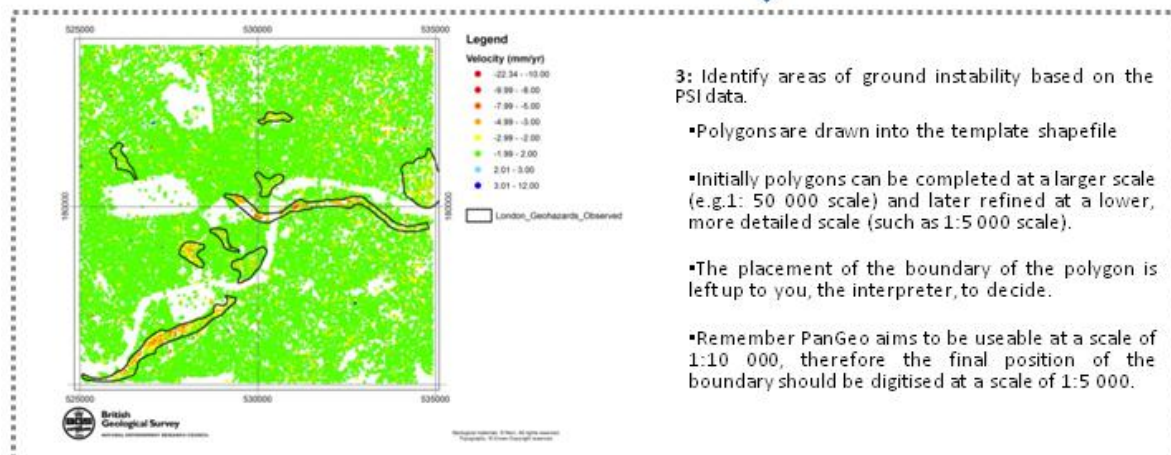 525000
530000
535000
Legend
Velocity (mm/yr)
-22.34 - -10.00
-9.99 - -8.00
-7.99 - -5.00
-4.99 - -3.00
-2.99 - -2.00
-1.99 - 2.00
2.01 - 3.00
3.01 - 12.00
London_Geohazards_Observed
180000
180000
525000
530000
535000
British
Geological Survey
NATURAL ENVIRONMENT RESEARCH COUNCIL
3: Identify areas of ground instability based on the
PSI data.
▪Polygons are drawn into the template shapefile
▪Initially polygons can be completed at a larger scale
(e.g.1: 50 000 scale) and later refined at a lower,
more detailed scale (such as 1:5 000 scale).
▪The placement of the boundary of the polygon is
left up to you, the interpreter, to decide.
▪Remember PanGeo aims to be useable at a scale of
1:10 000, therefore the final position of the
boundary should be digitised at a scale of 1:5 000.